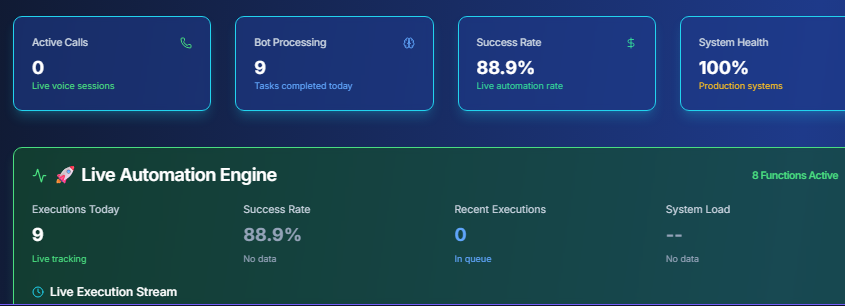 Active Calls
0
Live voice sessions
Bot Processing
9
Tasks completed today
Success Rate
$
88.9%
Live automation rate
System Health
100%
Production systems
🚀 Live Automation Engine
8 Functions Active
Executions Today
9
Live tracking
Success Rate
88.9%
No data
Recent Executions
0
In queue
System Load
--
No data
Live Execution Stream